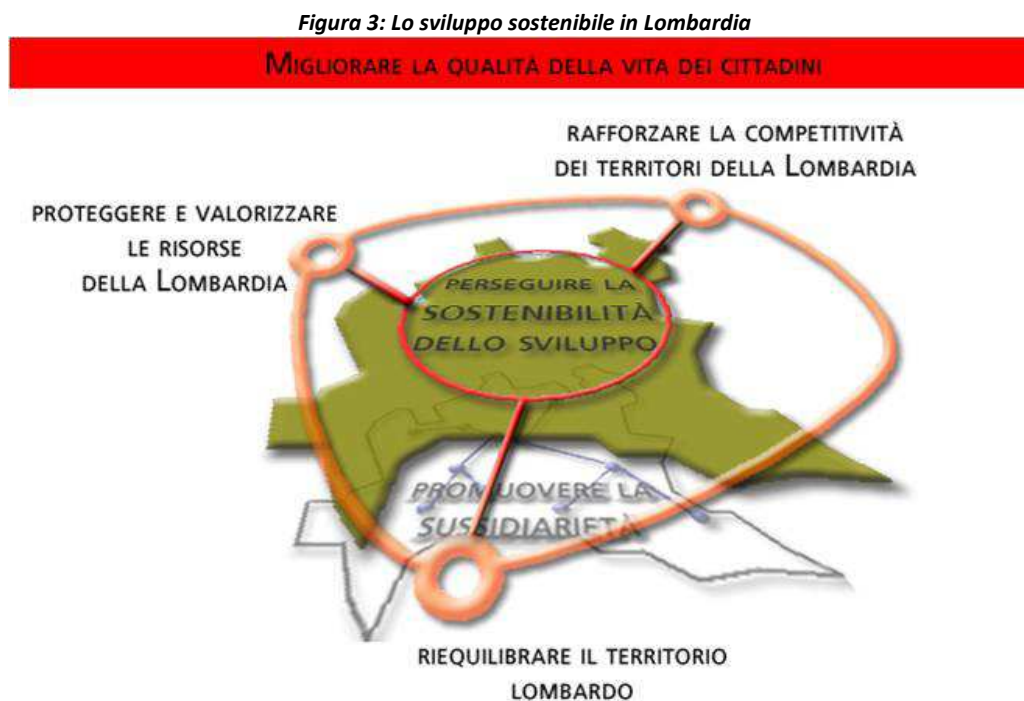 Figura 3: Lo sviluppo sostenibile in Lombardia
MIGLIORARE LA QUALITÀ DELLA VITA DEI CITTADINI
RAFFORZARE LA COMPETITIVITÀ
DEI TERRITORI DELLA LOMBARDIA
PROTEGGERE E VALORIZZARE
LE RISORSE
DELLA LOMBARDIA
PERSEGUIRE LA
SOSTENIBILITÀ
DELLO SVILUPPO
PROMUOVERE LA
SUSSIDIARIETÀ
RIEQUILIBRARE IL TERRITORIO
LOMBARDO